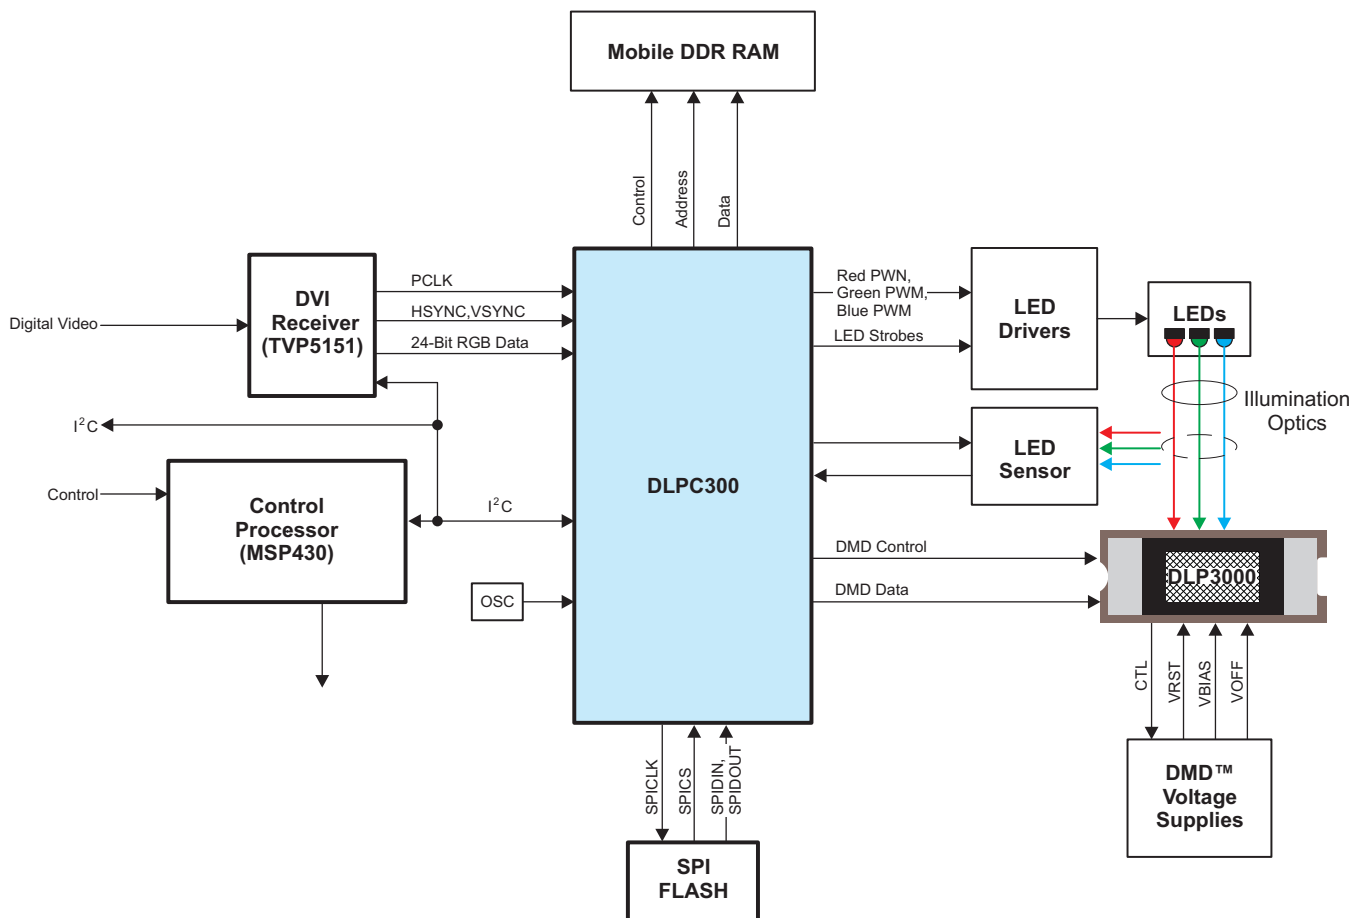 Mobile DDR RAM
Control
Address
Data
Digital Video
DVI
Receiver
(TVP5151)
PCLK
HSYNC,VSYNC
24-Bit RGB Data
I²C
Control
Control
Processor
(MSP430)
I²C
OSC
DLPC300
Red PWN,
Green PWM,
Blue PWM
LED Strobes
LED
Drivers
LEDs
Illumination
Optics
LED
Sensor
DMD Control
DMD Data
DLP3000
CTL
VRST
VBIAS
VOFF
DMD™
Voltage
Supplies
SPICLK
SPICS
SPIDIN,
SPIDOUT
SPI
FLASH